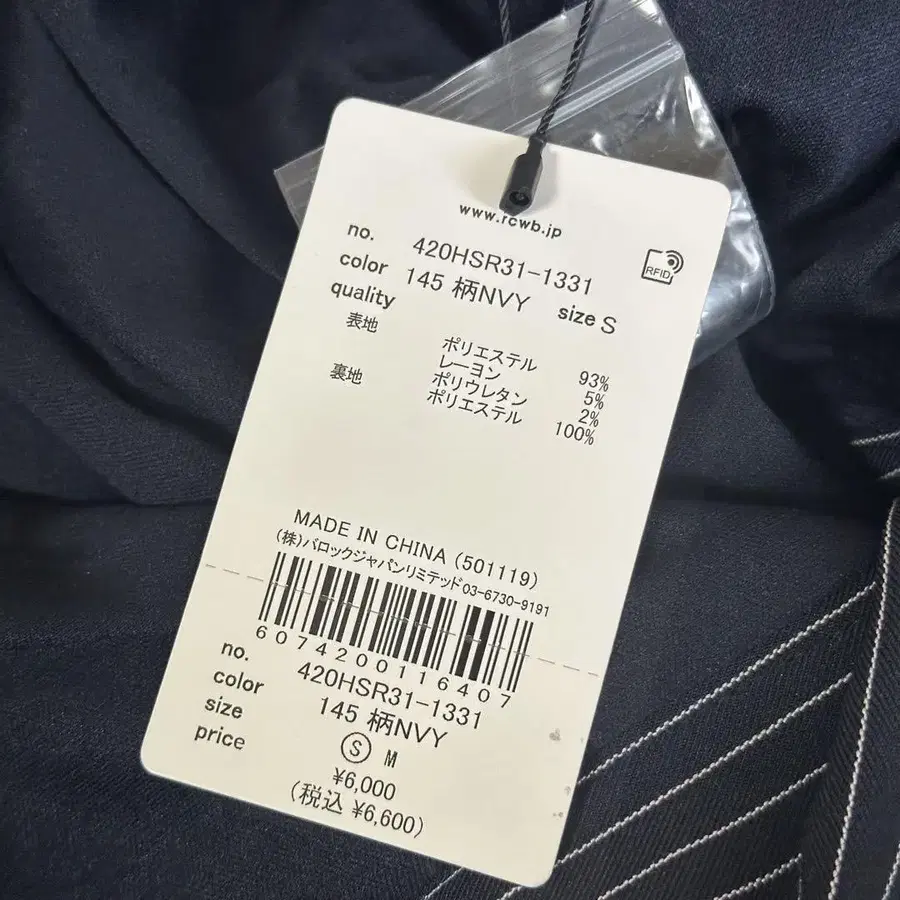 www.rcwb.jp
RFID
no. 420HSR31-1331
color 145 柄NVY size S
quality
表地 ポリエステル 93%
レーヨン 5%
裏地 ポリウレタン 2%
ポリエステル 100%
MADE IN CHINA (501119)
(株)バロックジャパンリミテッド03-6730-9191
6074200116407
no. 420HSR31-1331
color 145 柄NVY
size S M
price ¥6,000
(税込 ¥6,600)